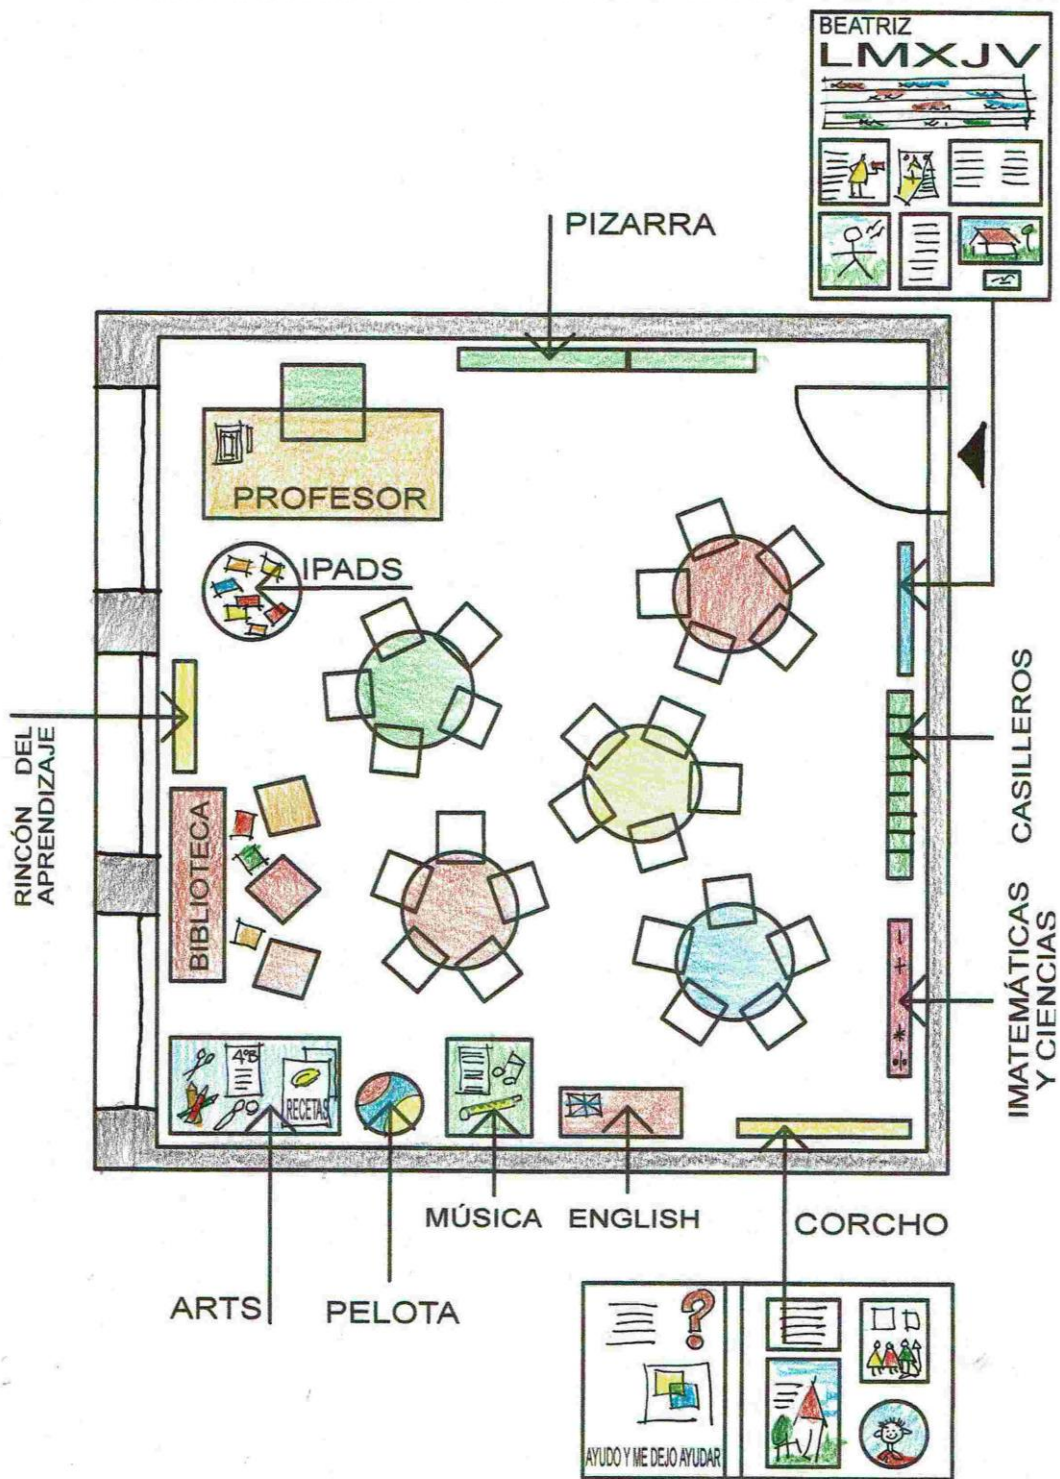 BEATRIZ
LMXJV
PIZARRA
PROFESOR
IPADS
RINCÓN DEL
APRENDIZAJE
BIBLIOTECA
CASILLEROS
IMATEMÁTICAS
Y CIENCIAS
- + * ÷
4ºB
RECETAS
MÚSICA
ENGLISH
CORCHO
ARTS
PELOTA
?
AYUDO Y ME DEJO AYUDAR